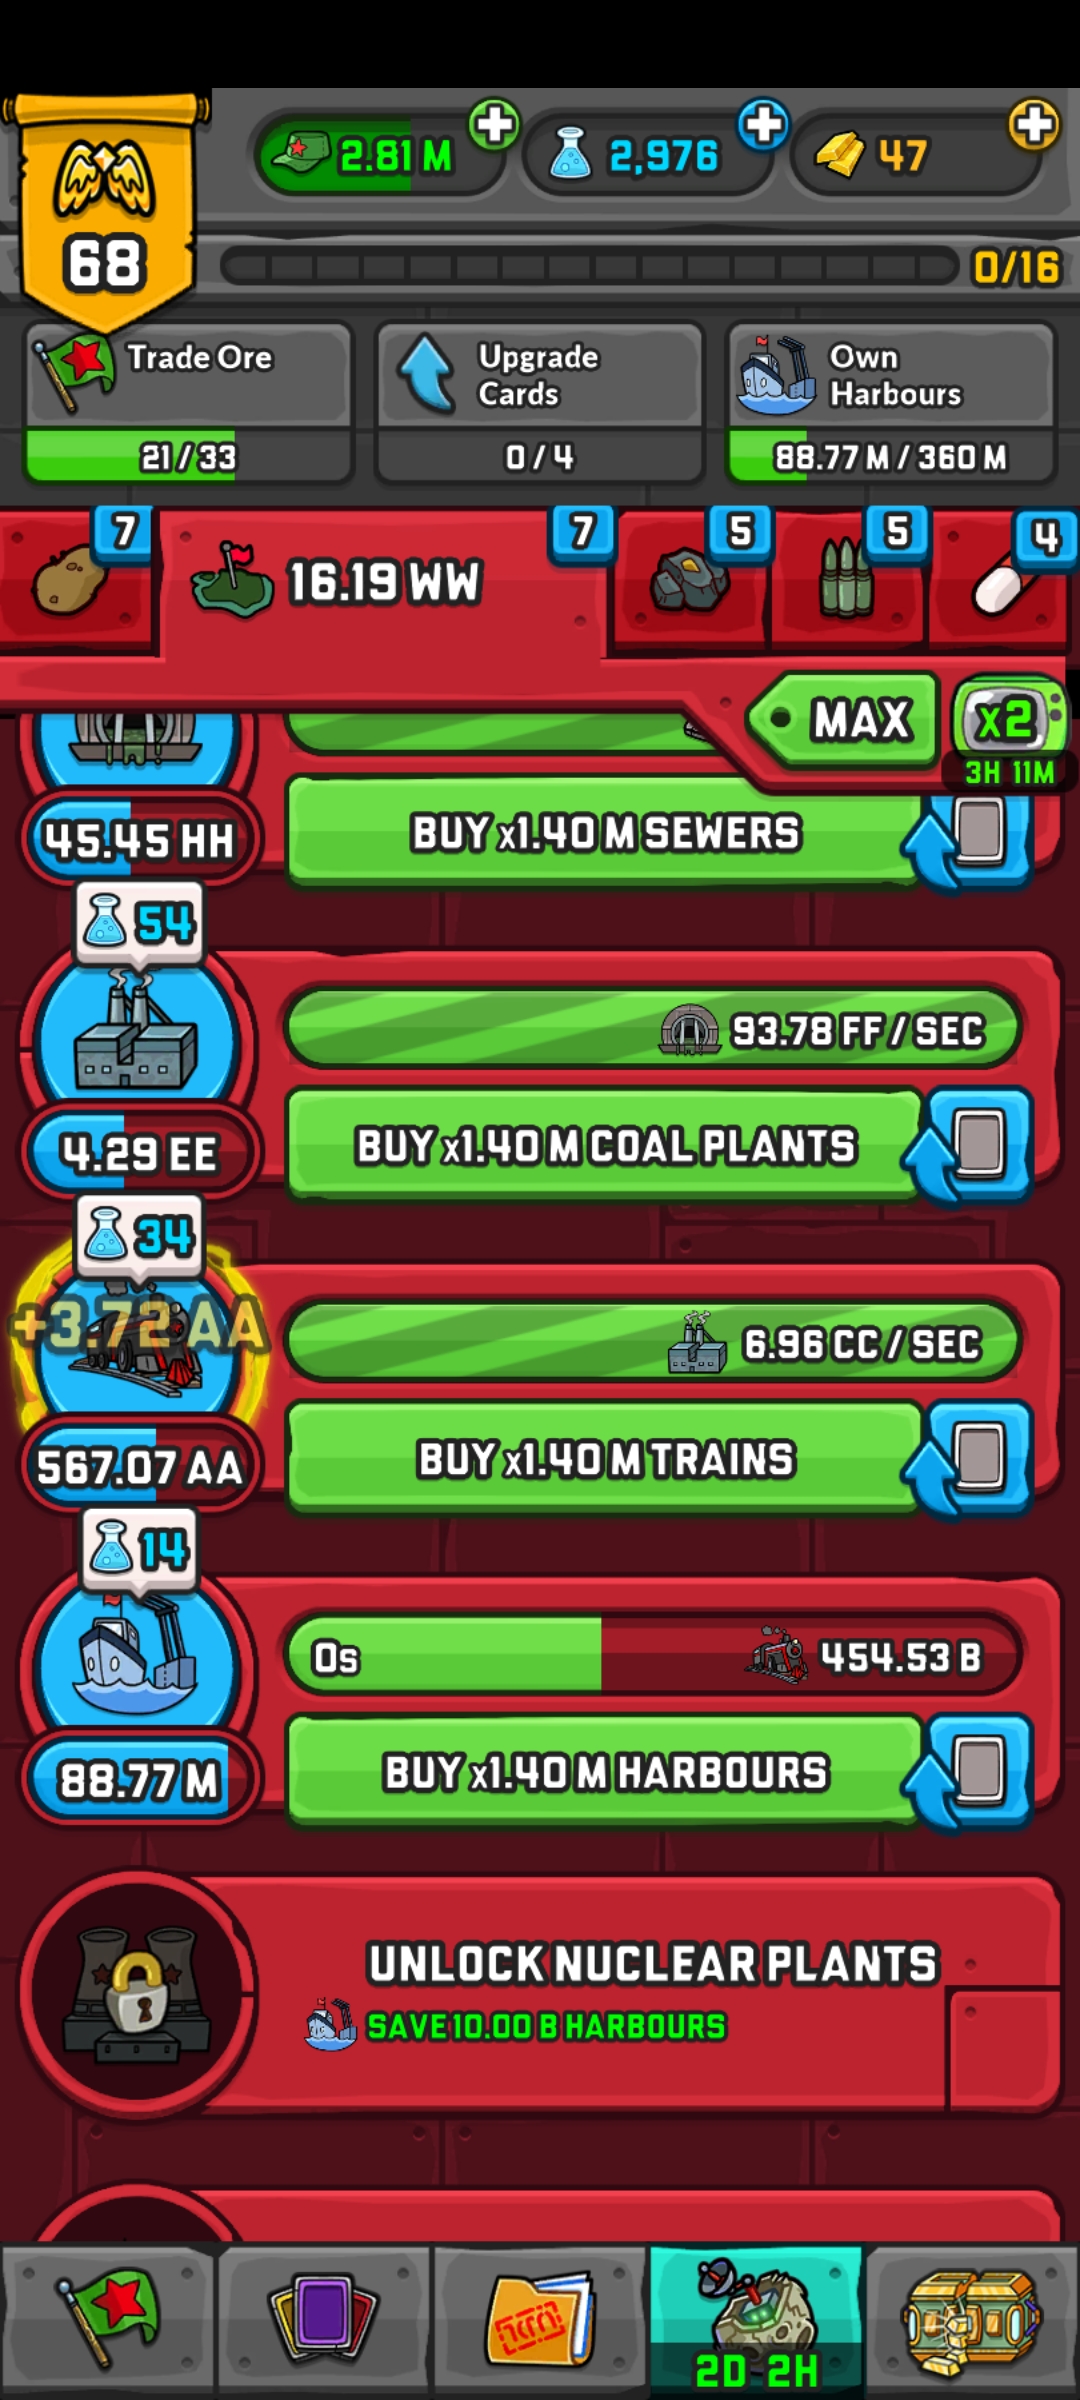 2.81 M
2,976
47
68
0/16
Trade Ore
21/33
Upgrade
Cards
0/4
Own
Harbours
88.77 M/360 M
7
16.19 WW
7
5
5
4
MAX
x2
3H 11M
45.45 HH
BUY x1.40 M SEWERS
54
93.78 FF/SEC
4.29 EE
BUY x1.40 M COAL PLANTS
34
+3.72 AA
6.96 CC/SEC
567.07 AA
BUY x1.40 M TRAINS
14
0s
454.53 B
88.77 M
BUY x1.40 M HARBOURS
UNLOCK NUCLEAR PLANTS
SAVE 10.00 B HARBOURS
2D 2H